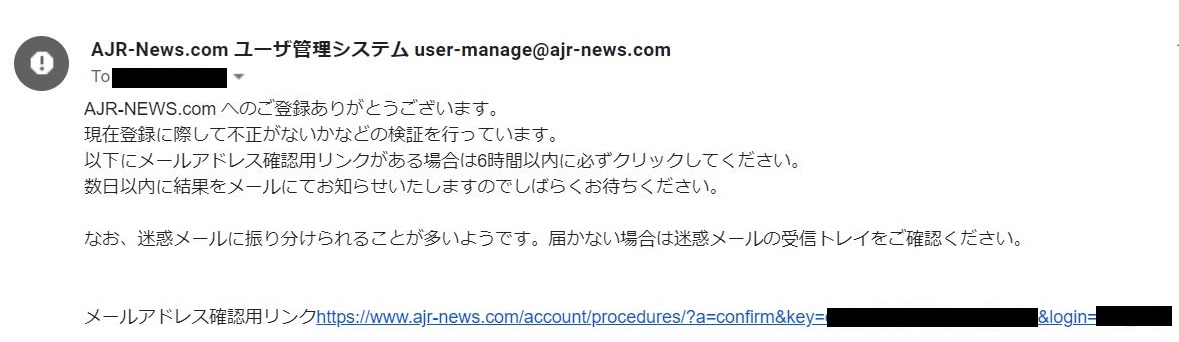 AJR-News.com ユーザ管理システム user-manage@ajr-news.com
To
AJR-NEWS.com へのご登録ありがとうございます。
現在登録に際して不正がないかなどの検証を行っています。
以下にメールアドレス確認用リンクがある場合は6時間以内に必ずクリックしてください。
数日以内に結果をメールにてお知らせいたしますのでしばらくお待ちください。
なお、迷惑メールに振り分けられることが多いようです。届かない場合は迷惑メールの受信トレイをご確認ください。
メールアドレス確認用リンクhttps://www.ajr-news.com/account/procedures/?a=confirm&key= &login=